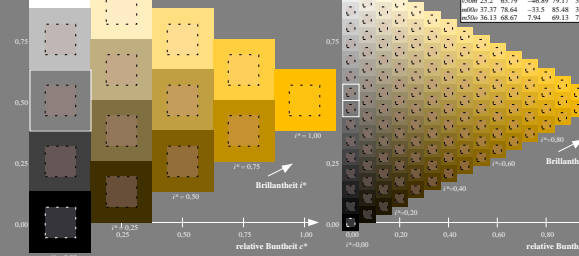 m00o 37,37 78,64 −33,5 85,48
m50o 36,13 68,67 7,94 69,13
0,75
0,50
0,25
0,00
i* = 1,00
i* = 0,75
i* = 0,50
i* = 0,25
Brillantheit i*
0,25 0,50 0,75 1,00
relative Buntheit c*
0,75
0,50
0,25
0,00
i*=0,80
i*=0,60
i*=0,40
i*=0,20
i*=0,00
0,00 0,20 0,40 0,60 0,80